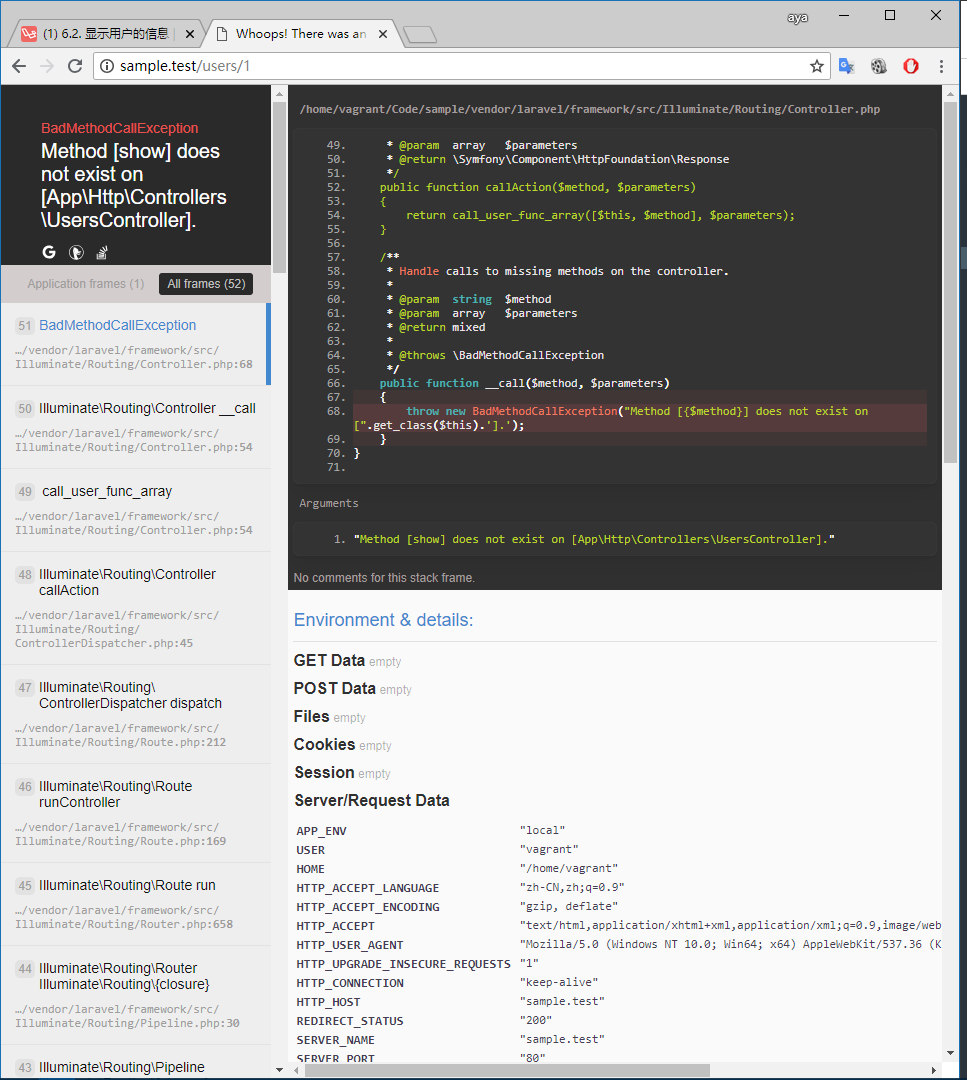 aya
(1) 6.2. 显示用户的信息
Whoops! There was an
sample.test/users/1
BadMethodCallException
Method [show] does
not exist on
[App\Http\Controllers
\UsersController].
Application frames (1)
All frames (52)
51 BadMethodCallException
…/vendor/laravel/framework/src/
Illuminate/Routing/Controller.php:68
50 Illuminate\Routing\Controller __call
…/vendor/laravel/framework/src/
Illuminate/Routing/Controller.php:54
49 call_user_func_array
…/vendor/laravel/framework/src/
Illuminate/Routing/Controller.php:54
48 Illuminate\Routing\Controller
callAction
…/vendor/laravel/framework/src/
Illuminate/Routing/
ControllerDispatcher.php:45
47 Illuminate\Routing\
ControllerDispatcher dispatch
…/vendor/laravel/framework/src/
Illuminate/Routing/Route.php:212
46 Illuminate\Routing\Route
runController
…/vendor/laravel/framework/src/
Illuminate/Routing/Route.php:169
45 Illuminate\Routing\Route run
…/vendor/laravel/framework/src/
Illuminate/Routing/Router.php:658
44 Illuminate\Routing\Router
Illuminate\Routing\{closure}
…/vendor/laravel/framework/src/
Illuminate/Routing/Pipeline.php:30
43 Illuminate\Routing\Pipeline
/home/vagrant/Code/sample/vendor/laravel/framework/src/Illuminate/Routing/Controller.php
49. * @param  array   $parameters
50. * @return \Symfony\Component\HttpFoundation\Response
51. */
52. public function callAction($method, $parameters)
53. {
54. return call_user_func_array([$this, $method], $parameters);
55. }
56.
57. /**
58. * Handle calls to missing methods on the controller.
59. *
60. * @param  string  $method
61. * @param  array   $parameters
62. * @return mixed
63. *
64. * @throws \BadMethodCallException
65. */
66. public function __call($method, $parameters)
67. {
68. throw new BadMethodCallException("Method [{$method}] does not exist on
[".get_class($this).'].');
69. }
70. }
71.
Arguments
1. "Method [show] does not exist on [App\Http\Controllers\UsersController]."
No comments for this stack frame.
Environment & details:
GET Data empty
POST Data empty
Files empty
Cookies empty
Session empty
Server/Request Data
APP_ENV "local"
USER "vagrant"
HOME "/home/vagrant"
HTTP_ACCEPT_LANGUAGE "zh-CN,zh;q=0.9"
HTTP_ACCEPT_ENCODING "gzip, deflate"
HTTP_ACCEPT "text/html,application/xhtml+xml,application/xml;q=0.9,image/web
HTTP_USER_AGENT "Mozilla/5.0 (Windows NT 10.0; Win64; x64) AppleWebKit/537.36 (K
HTTP_UPGRADE_INSECURE_REQUESTS "1"
HTTP_CONNECTION "keep-alive"
HTTP_HOST "sample.test"
REDIRECT_STATUS "200"
SERVER_NAME "sample.test"
SERVER_PORT "80"